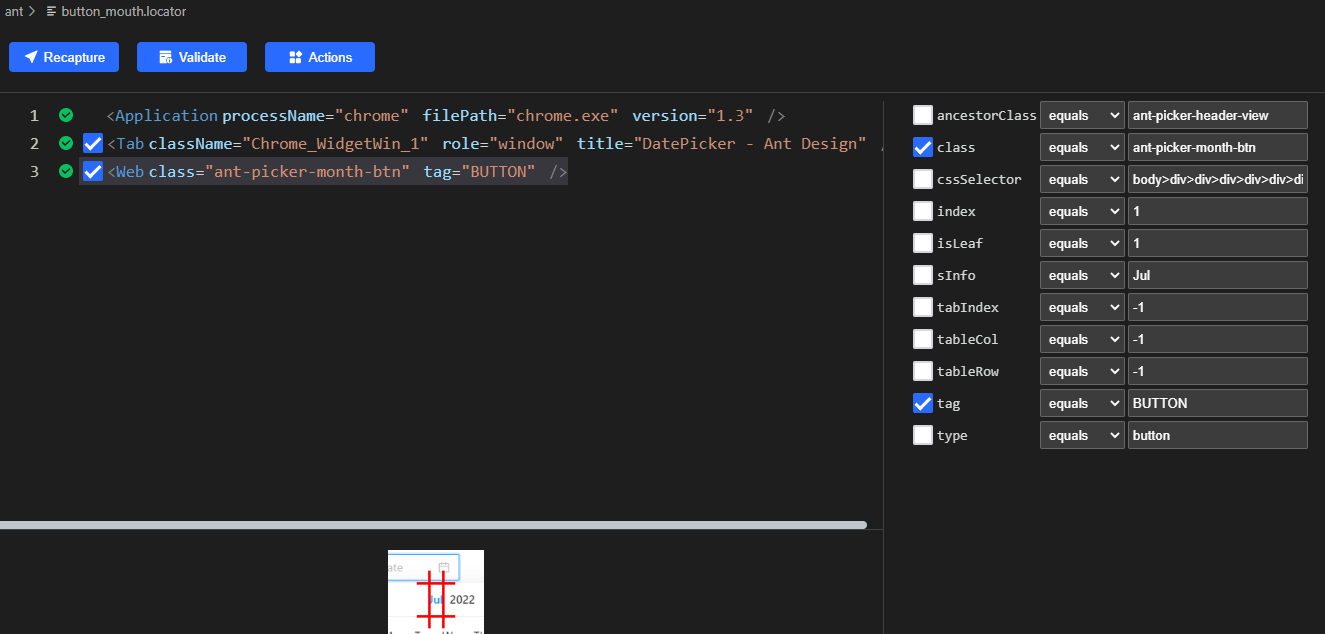 ant > button_mouth.locator
Recapture Validate Actions
1 <Application processName="chrome" filePath="chrome.exe" version="1.3" />
2 <Tab className="Chrome_WidgetWin_1" role="window" title="DatePicker - Ant Design" /
3 <Web class="ant-picker-month-btn" tag="BUTTON" />
ancestorClass equals ant-picker-header-view
class equals ant-picker-month-btn
cssSelector equals body>div>div>div>div>div>di
index equals 1
isLeaf equals 1
sInfo equals Jul
tabIndex equals -1
tableCol equals -1
tableRow equals -1
tag equals BUTTON
type equals button
ate
Jul 2022